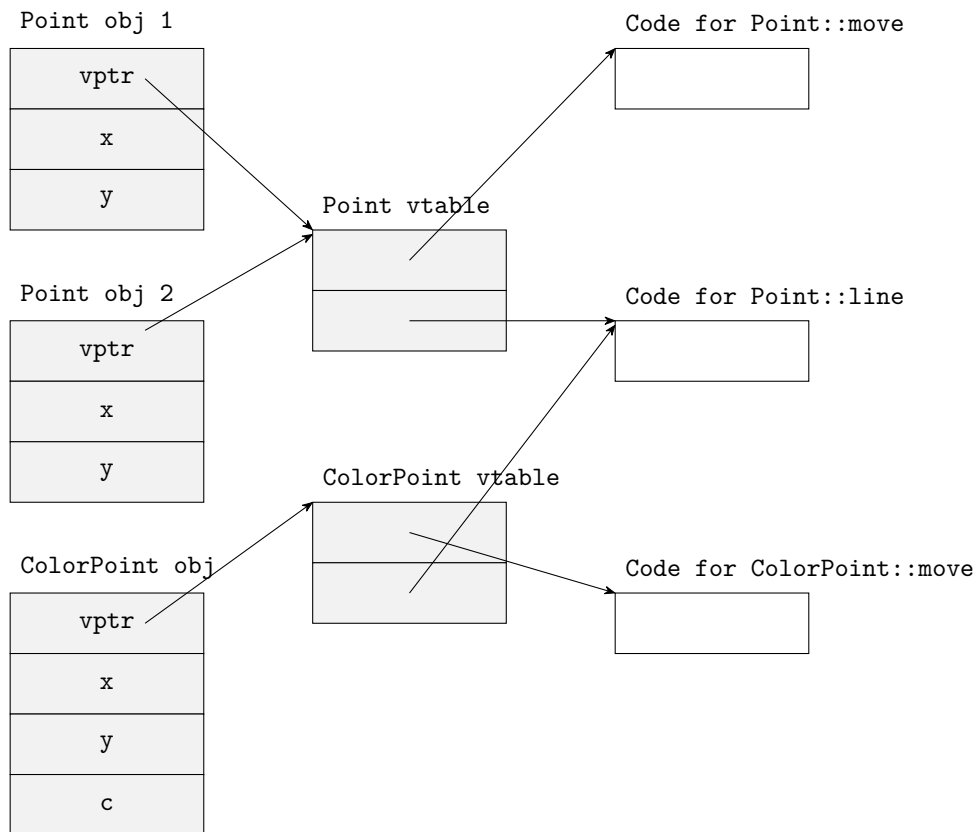 Point obj 1
vptr
x
y
Point obj 2
vptr
x
y
ColorPoint obj
vptr
x
y
c
Point vtable
ColorPoint vtable
Code for Point::move
Code for Point::line
Code for ColorPoint::move